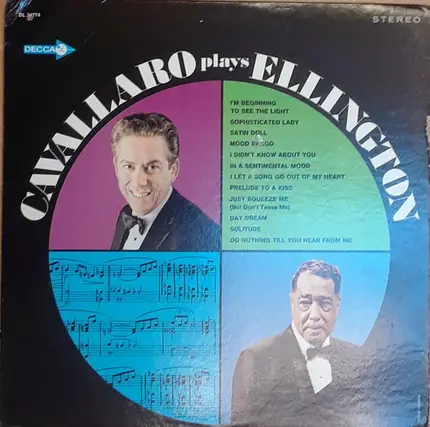 DL 74774
STEREO
DECCA
CAVALLARO plays ELLINGTON
I'M BEGINNING
TO SEE THE LIGHT
SOPHISTICATED LADY
SATIN DOLL
MOOD INDIGO
I DIDN'T KNOW ABOUT YOU
IN A SENTIMENTAL MOOD
I LET A SONG GO OUT OF MY HEART
PRELUDE TO A KISS
JUST SQUEEZE ME
(But Don't Tease Me)
DAY DREAM
SOLITUDE
DO NOTHING TILL YOU HEAR FROM ME